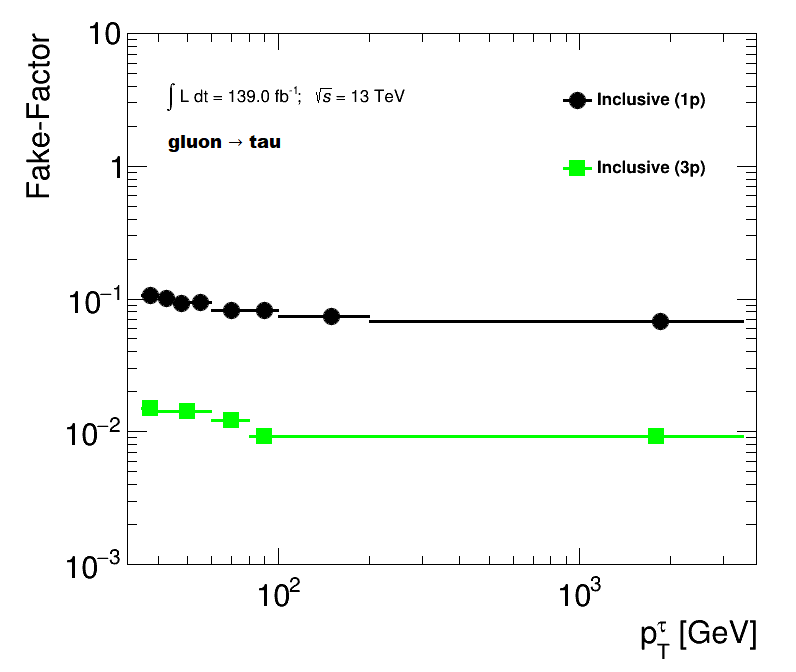 10
Fake-Factor
∫ L dt = 139.0 fb⁻¹; √s = 13 TeV
Inclusive (1p)
gluon → tau
1
Inclusive (3p)
10⁻¹
10⁻²
10⁻³
10²
10³
p_T^τ [GeV]